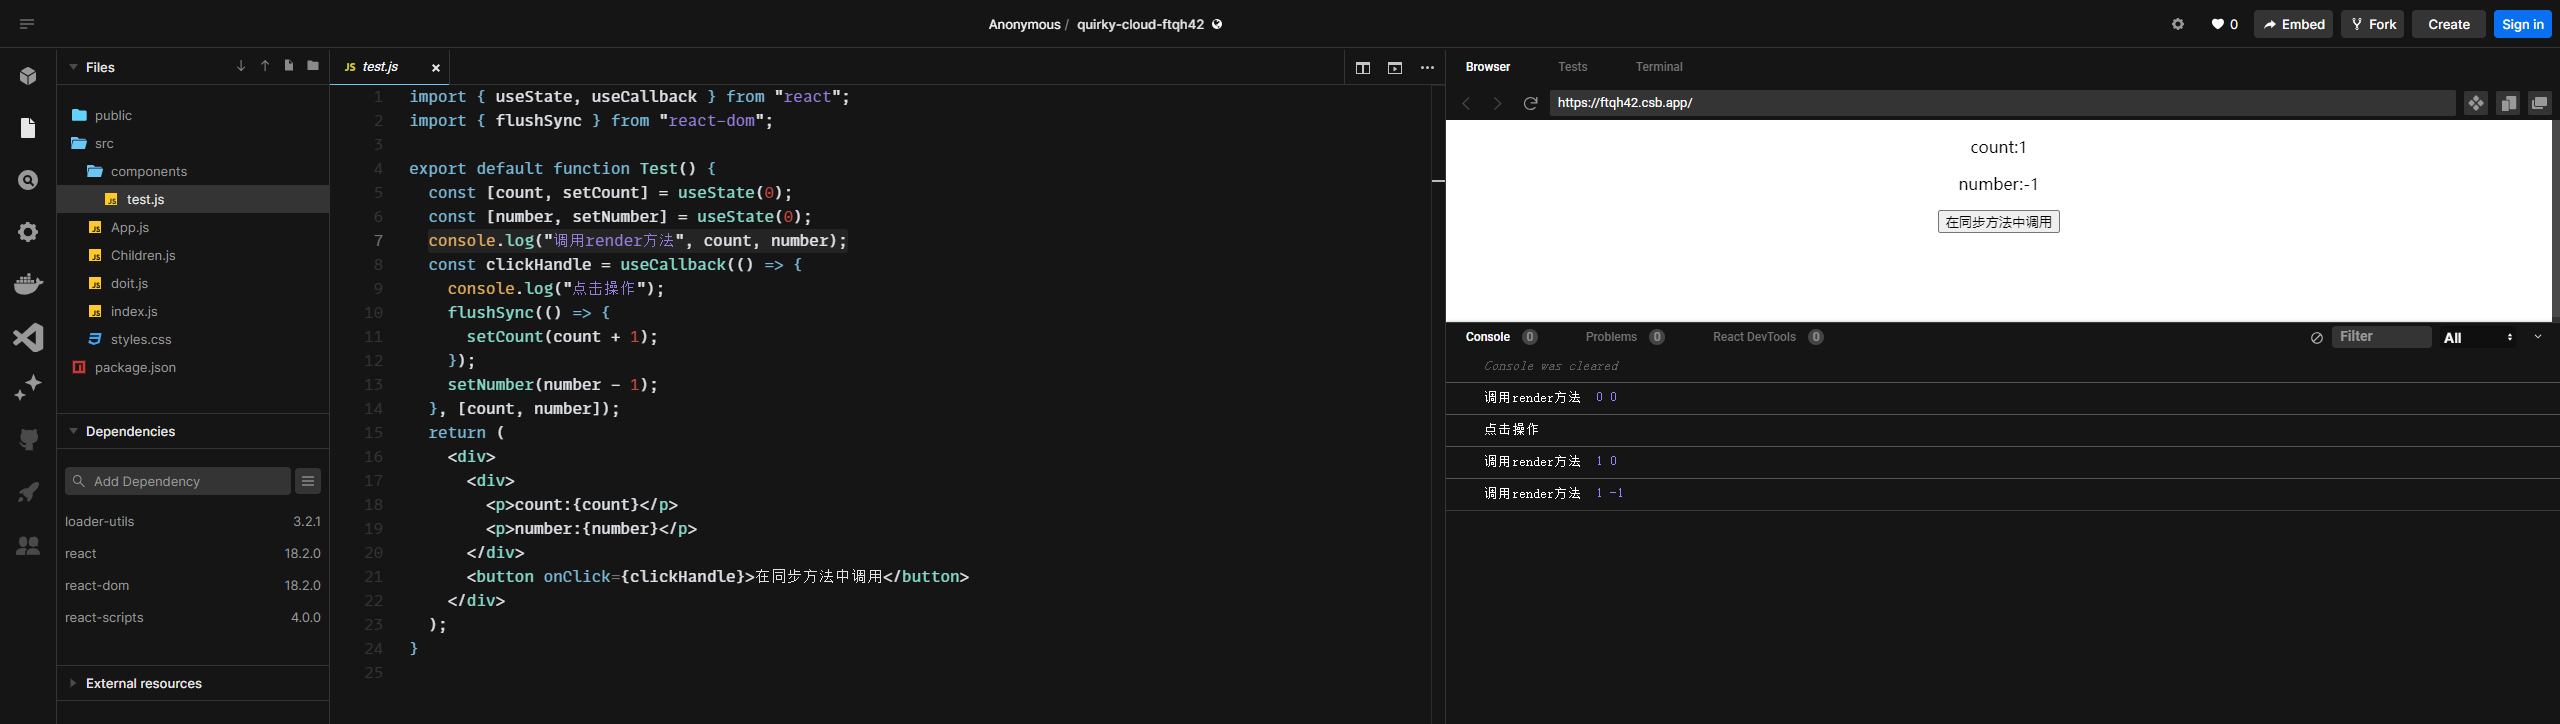 Anonymous / quirky-cloud-ftqh42
0
Embed
Fork
Create
Sign in
Files
public
src
components
test.js
App.js
Children.js
doit.js
index.js
styles.css
package.json
Dependencies
Add Dependency
loader-utils 3.2.1
react 18.2.0
react-dom 18.2.0
react-scripts 4.0.0
External resources
JS test.js ×
1 import { useState, useCallback } from "react";
2 import { flushSync } from "react-dom";
3
4 export default function Test() {
5 const [count, setCount] = useState(0);
6 const [number, setNumber] = useState(0);
7 console.log("调用render方法", count, number);
8 const clickHandle = useCallback(() => {
9 console.log("点击操作");
10 flushSync(() => {
11 setCount(count + 1);
12 });
13 setNumber(number - 1);
14 }, [count, number]);
15 return (
16 <div>
17 <div>
18 <p>count:{count}</p>
19 <p>number:{number}</p>
20 </div>
21 <button onClick={clickHandle}>在同步方法中调用</button>
22 </div>
23 );
24 }
25
Browser Tests Terminal
https://ftqh42.csb.app/
count:1
number:-1
在同步方法中调用
Console 0 Problems 0 React DevTools 0 Filter All
Console was cleared
调用render方法 0 0
点击操作
调用render方法 1 0
调用render方法 1 -1